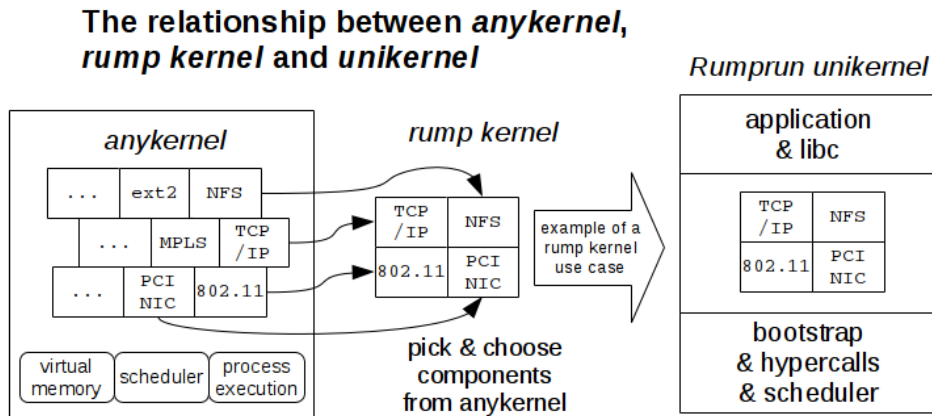 The relationship between anykernel,
rump kernel and unikernel
anykernel
... ext2 NFS
... MPLS TCP
/IP
... PCI
NIC 802.11
virtual
memory
scheduler
process
execution
rump kernel
TCP
/IP
NFS
802.11
PCI
NIC
pick & choose
components
from anykernel
example of a
rump kernel
use case
Rumprun unikernel
application
& libc
TCP
/IP
NFS
802.11
PCI
NIC
bootstrap
& hypercalls
& scheduler